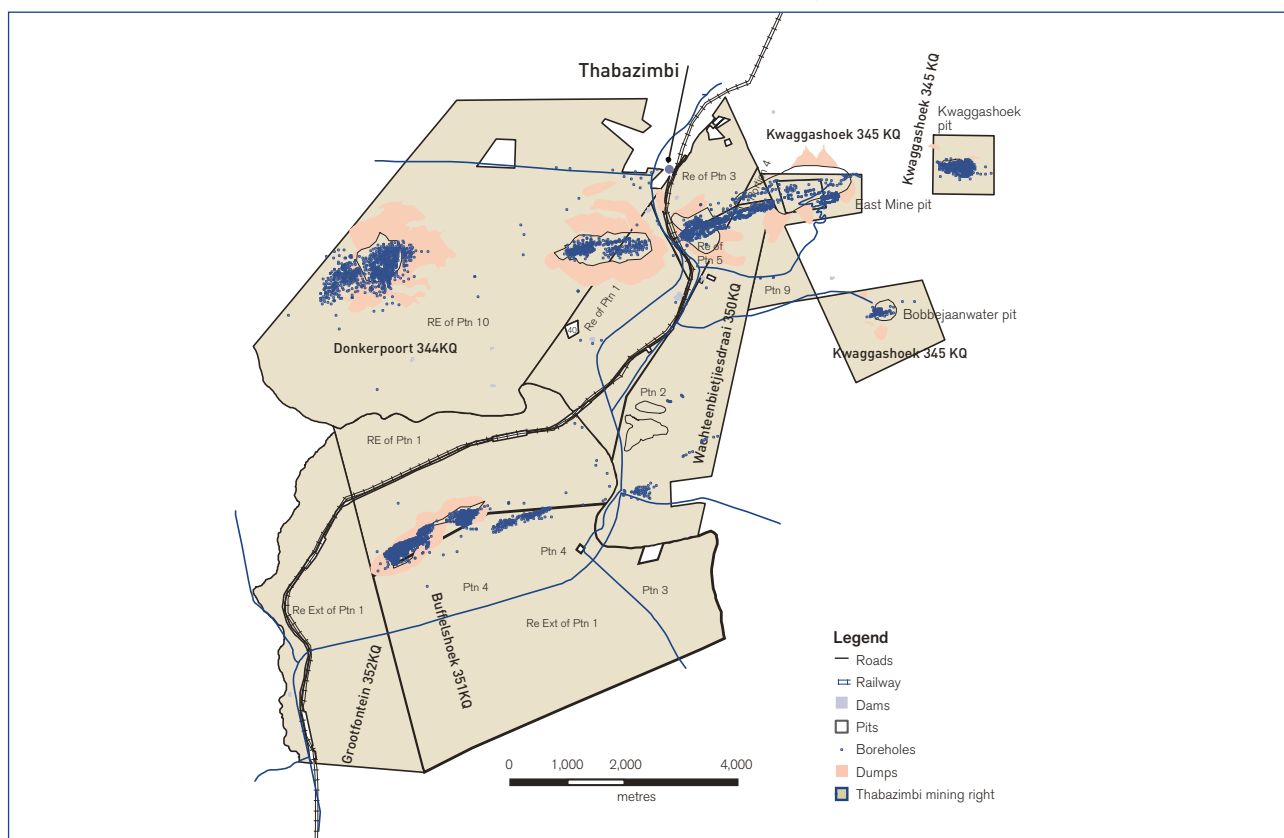 Thabazimbi
Kwaggashoek 345 KQ
Kwaggashoek
pit
Kwaggashoek 345 KQ
Re of Ptn 3
East Mine pit
Re of
Ptn 5
Ptn 9
RE of Ptn 10
Re of Ptn 1
40
Bobbejaanwater pit
Donkerpoort 344KQ
Kwaggashoek 345 KQ
Wachteenbietjiesdraai 350KQ
Ptn 2
RE of Ptn 1
Ptn 4
Ptn 4
Ptn 3
Re Ext of Ptn 1
Re Ext of Ptn 1
Buffelshoek 351KQ
Grootfontein 352KQ
Legend
Roads
Railway
Dams
Pits
Boreholes
Dumps
Thabazimbi mining right
0 1,000 2,000 4,000
metres